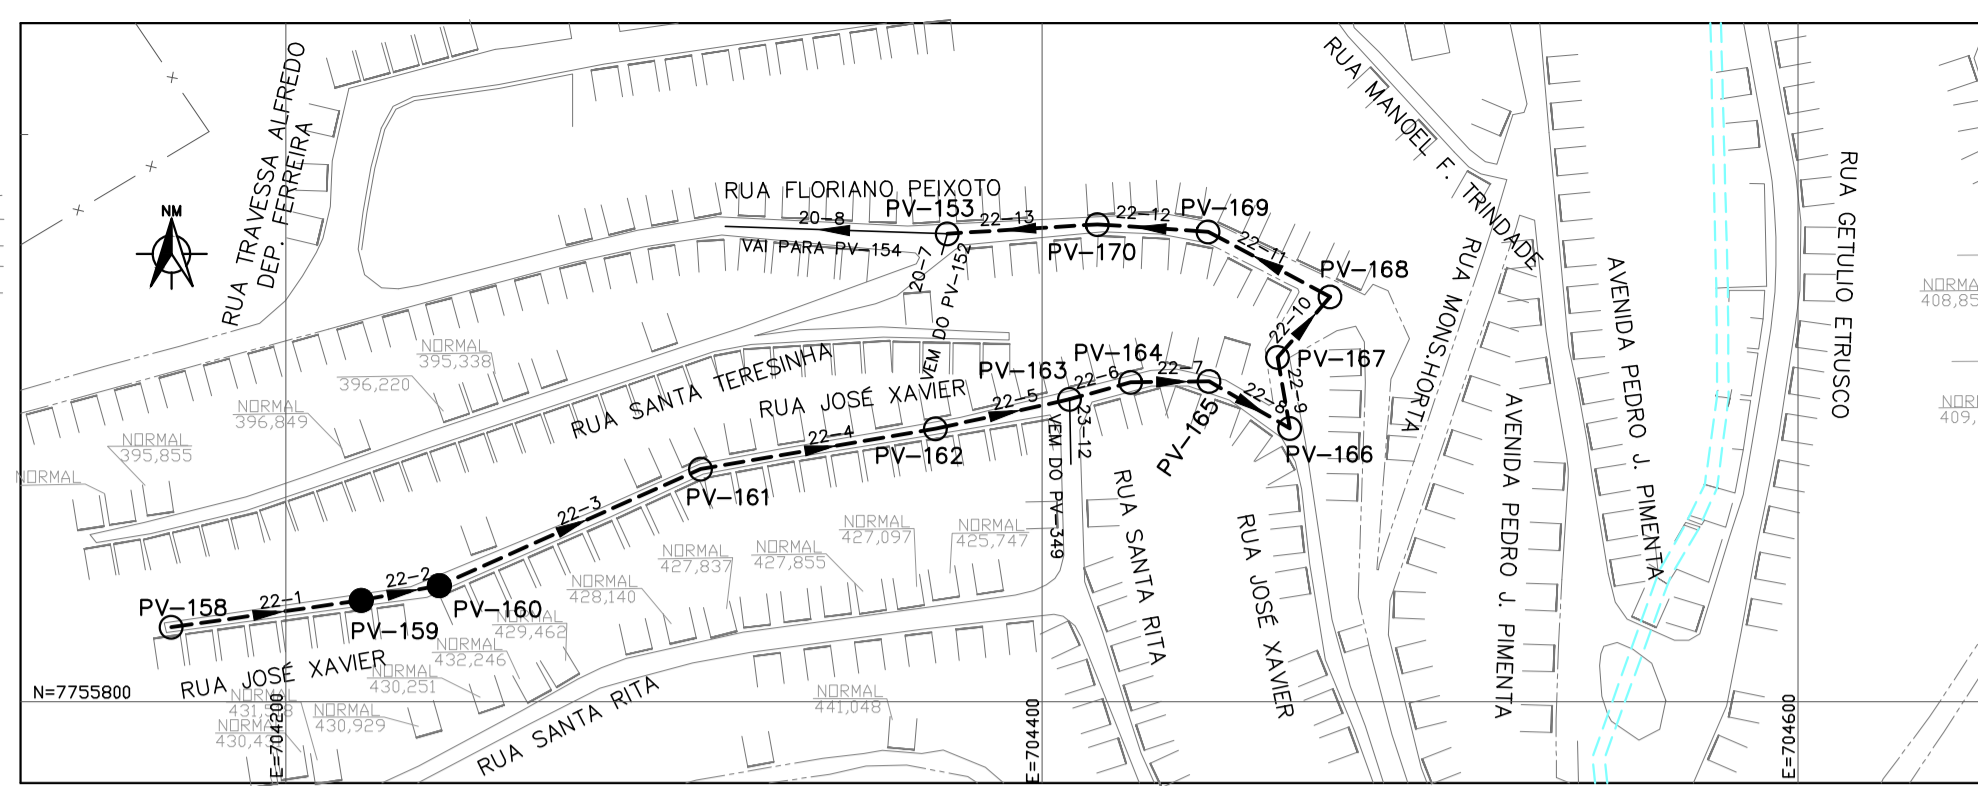 RUA TRAVESSA ALFREDO
DEP. FERREIRA
NM
RUA FLORIANO PEIXOTO
20-8
VAI PARA PV-154
PV-153
22-13
20-7
VEM DO PV-152
PV-170
22-12
PV-169
22-11
PV-168
22-10
PV-167
22-9
PV-166
22-8
PV-165
22-7
PV-164
22-6
PV-163
23-12
VEM DO PV-349
22-5
PV-162
22-4
PV-161
22-3
PV-160
22-2
PV-159
22-1
PV-158
RUA MANOEL F. TRINDADE
RUA MONS.HORTA
AVENIDA PEDRO J. PIMENTA
AVENIDA PEDRO J. PIMENTA
RUA GETULIO ETRUSCO
RUA SANTA TERESINHA
RUA JOSÉ XAVIER
RUA JOSÉ XAVIER
RUA JOSÉ XAVIER
RUA SANTA RITA
RUA SANTA RITA
NORMAL
395,338
396,220
NORMAL
396,849
NORMAL
395,855
NORMAL
NORMAL
427,097
NORMAL
425,747
NORMAL
427,855
NORMAL
427,837
NORMAL
428,140
NORMAL
429,462
NORMAL
432,246
NORMAL
430,251
NORMAL
430,929
NORMAL
NORMAL
NORMAL
441,048
N=7755800
E=704200
E=704400
E=704600